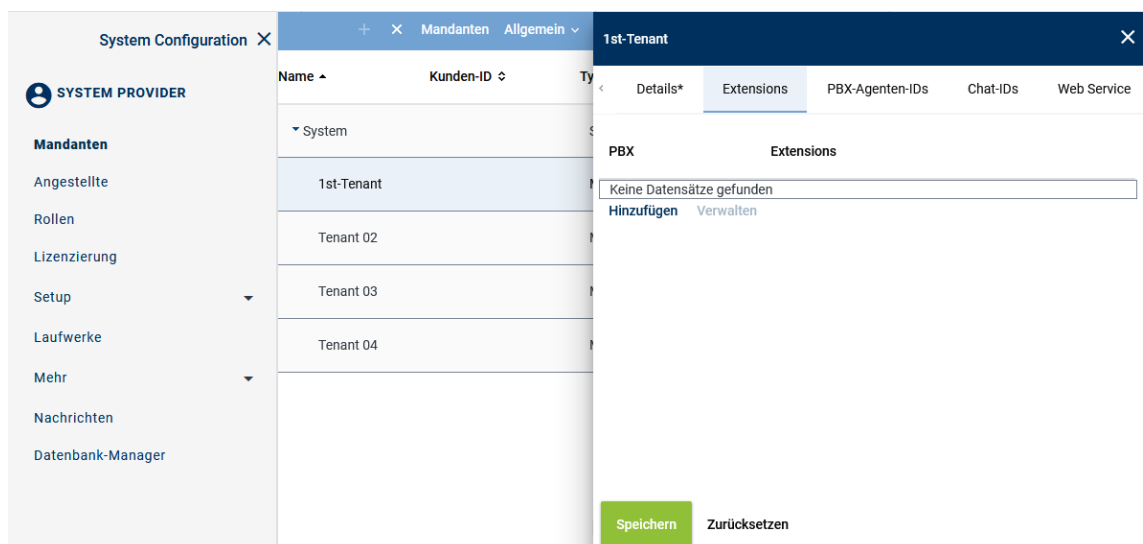 System Configuration
SYSTEM PROVIDER
Mandanten
Angestellte
Rollen
Lizenzierung
Setup
Laufwerke
Mehr
Nachrichten
Datenbank-Manager
Mandanten Allgemein
Name Kunden-ID
System
1st-Tenant
Tenant 02
Tenant 03
Tenant 04
1st-Tenant
Details* Extensions PBX-Agenten-IDs Chat-IDs Web Service
PBX Extensions
Keine Datensätze gefunden
Hinzufügen Verwalten
Speichern Zurücksetzen